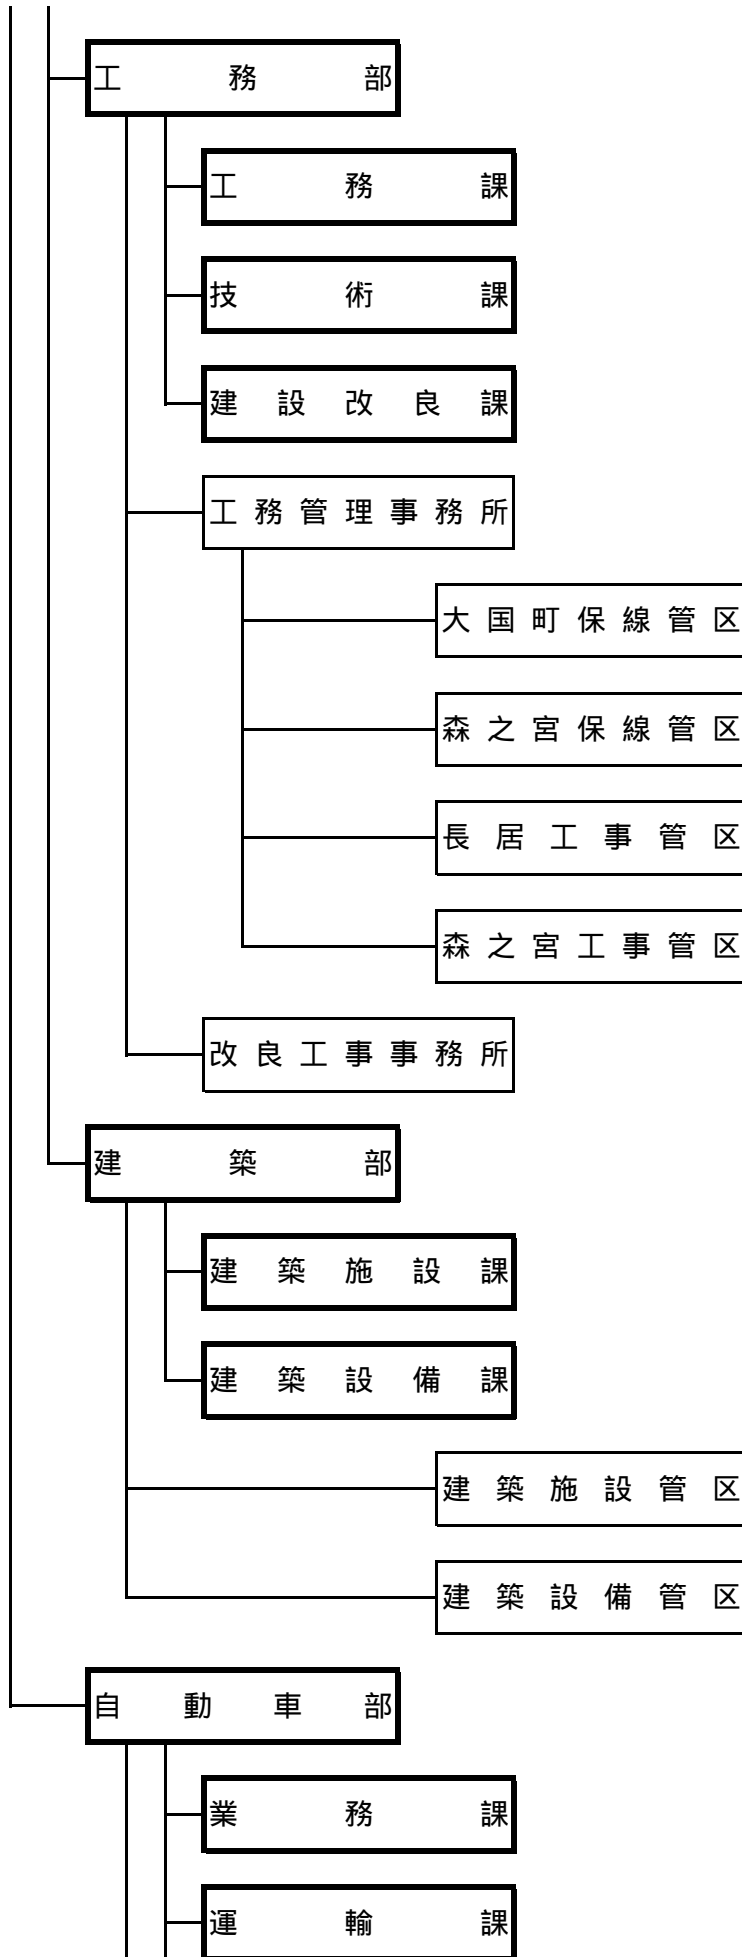 工務部
工務課
技術課
建設改良課
工務管理事務所
大国町保線管区
森之宮保線管区
長居工事管区
森之宮工事管区
改良工事事務所
建築部
建築施設課
建築設備課
建築施設管区
建築設備管区
自動車部
業務課
運輸課